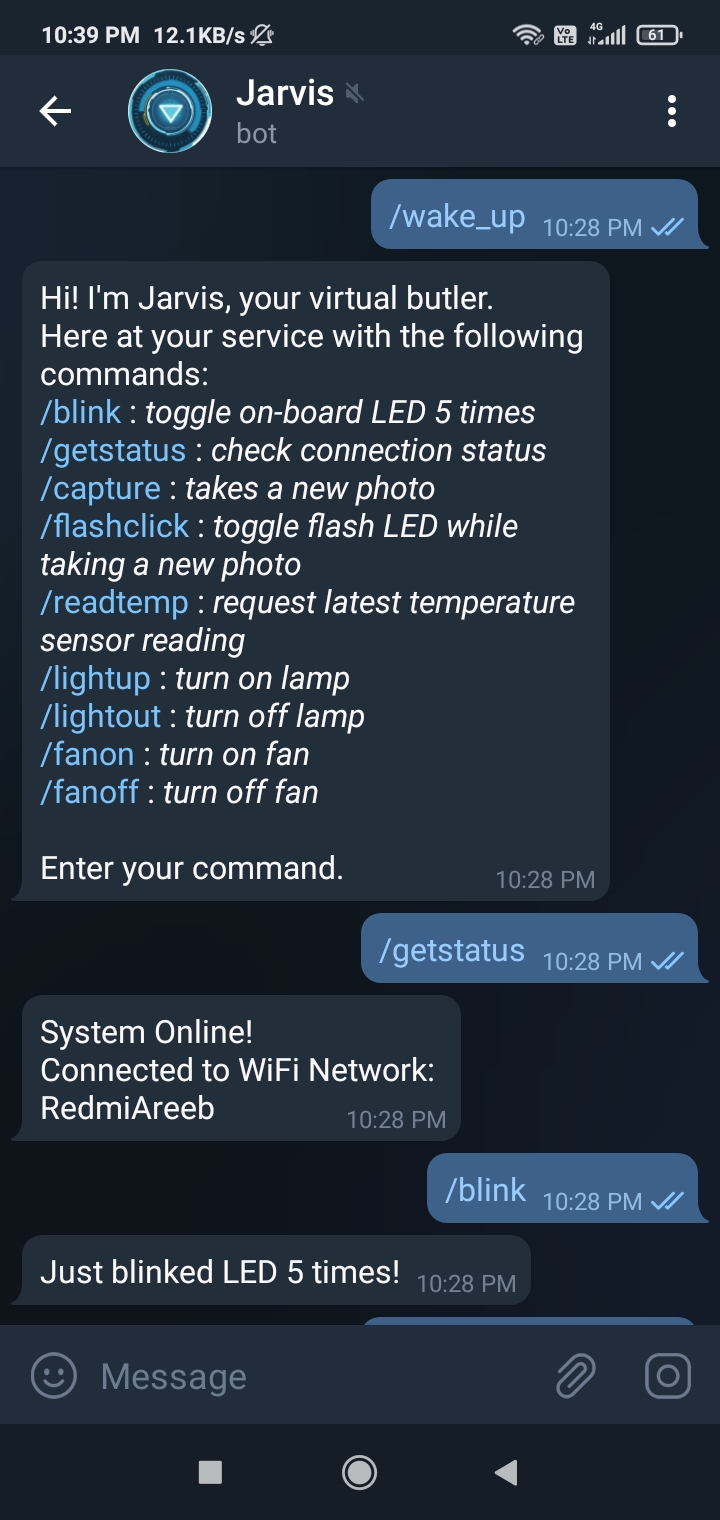 10:39 PM 12.1KB/s Vo LTE 4G 61
Jarvis
bot
/wake_up 10:28 PM
Hi! I'm Jarvis, your virtual butler.
Here at your service with the following
commands:
/blink : toggle on-board LED 5 times
/getstatus : check connection status
/capture : takes a new photo
/flashclick : toggle flash LED while
taking a new photo
/readtemp : request latest temperature
sensor reading
/lightup : turn on lamp
/lightout : turn off lamp
/fanon : turn on fan
/fanoff : turn off fan
Enter your command. 10:28 PM
/getstatus 10:28 PM
System Online!
Connected to WiFi Network:
RedmiAreeb 10:28 PM
/blink 10:28 PM
Just blinked LED 5 times! 10:28 PM
Message